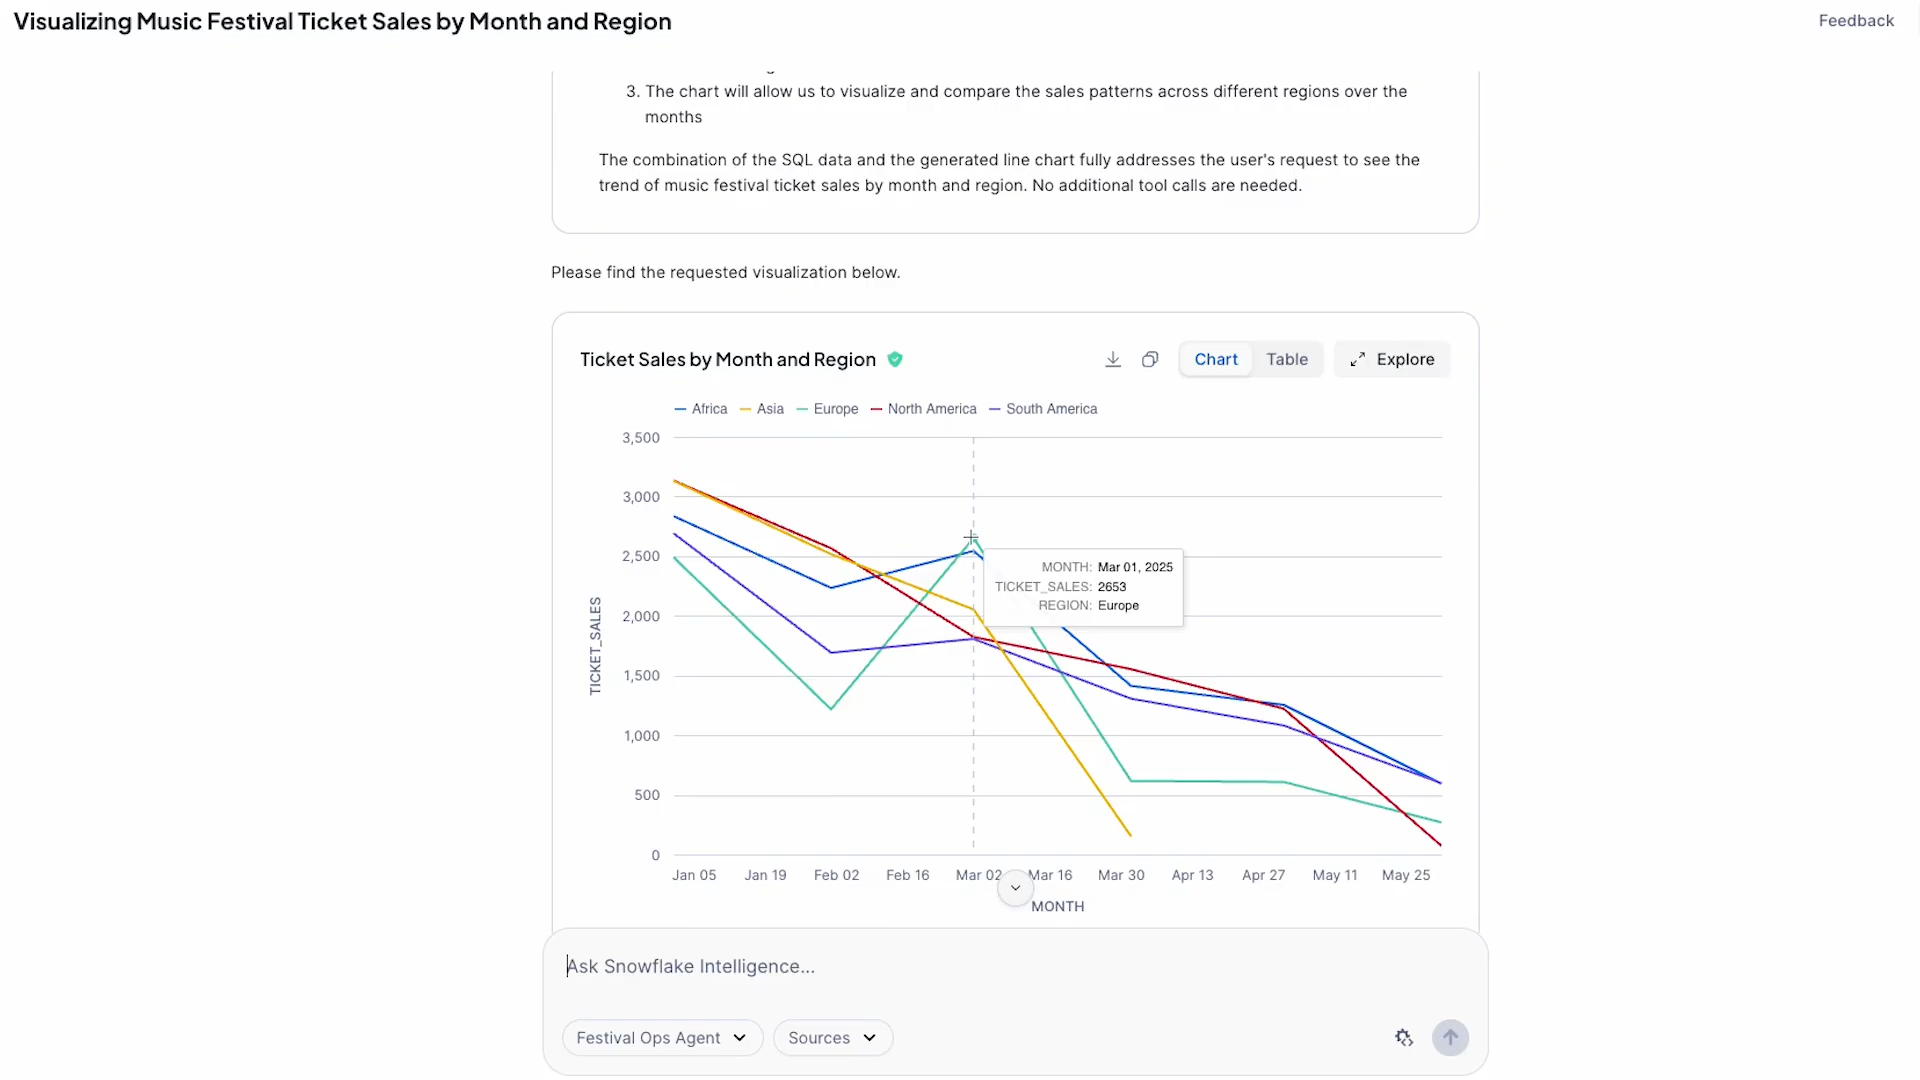 Visualizing Music Festival Ticket Sales by Month and Region
Feedback
3. The chart will allow us to visualize and compare the sales patterns across different regions over the
months
The combination of the SQL data and the generated line chart fully addresses the user's request to see the
trend of music festival ticket sales by month and region. No additional tool calls are needed.
Please find the requested visualization below.
Ticket Sales by Month and Region
Chart
Table
Explore
Africa Asia Europe North America South America
3,500
3,000
2,500
2,000
1,500
1,000
500
0
TICKET_SALES
MONTH: Mar 01, 2025
TICKET_SALES: 2653
REGION: Europe
Jan 05 Jan 19 Feb 02 Feb 16 Mar 02 Mar 16 Mar 30 Apr 13 Apr 27 May 11 May 25
MONTH
Ask Snowflake Intelligence...
Festival Ops Agent
Sources